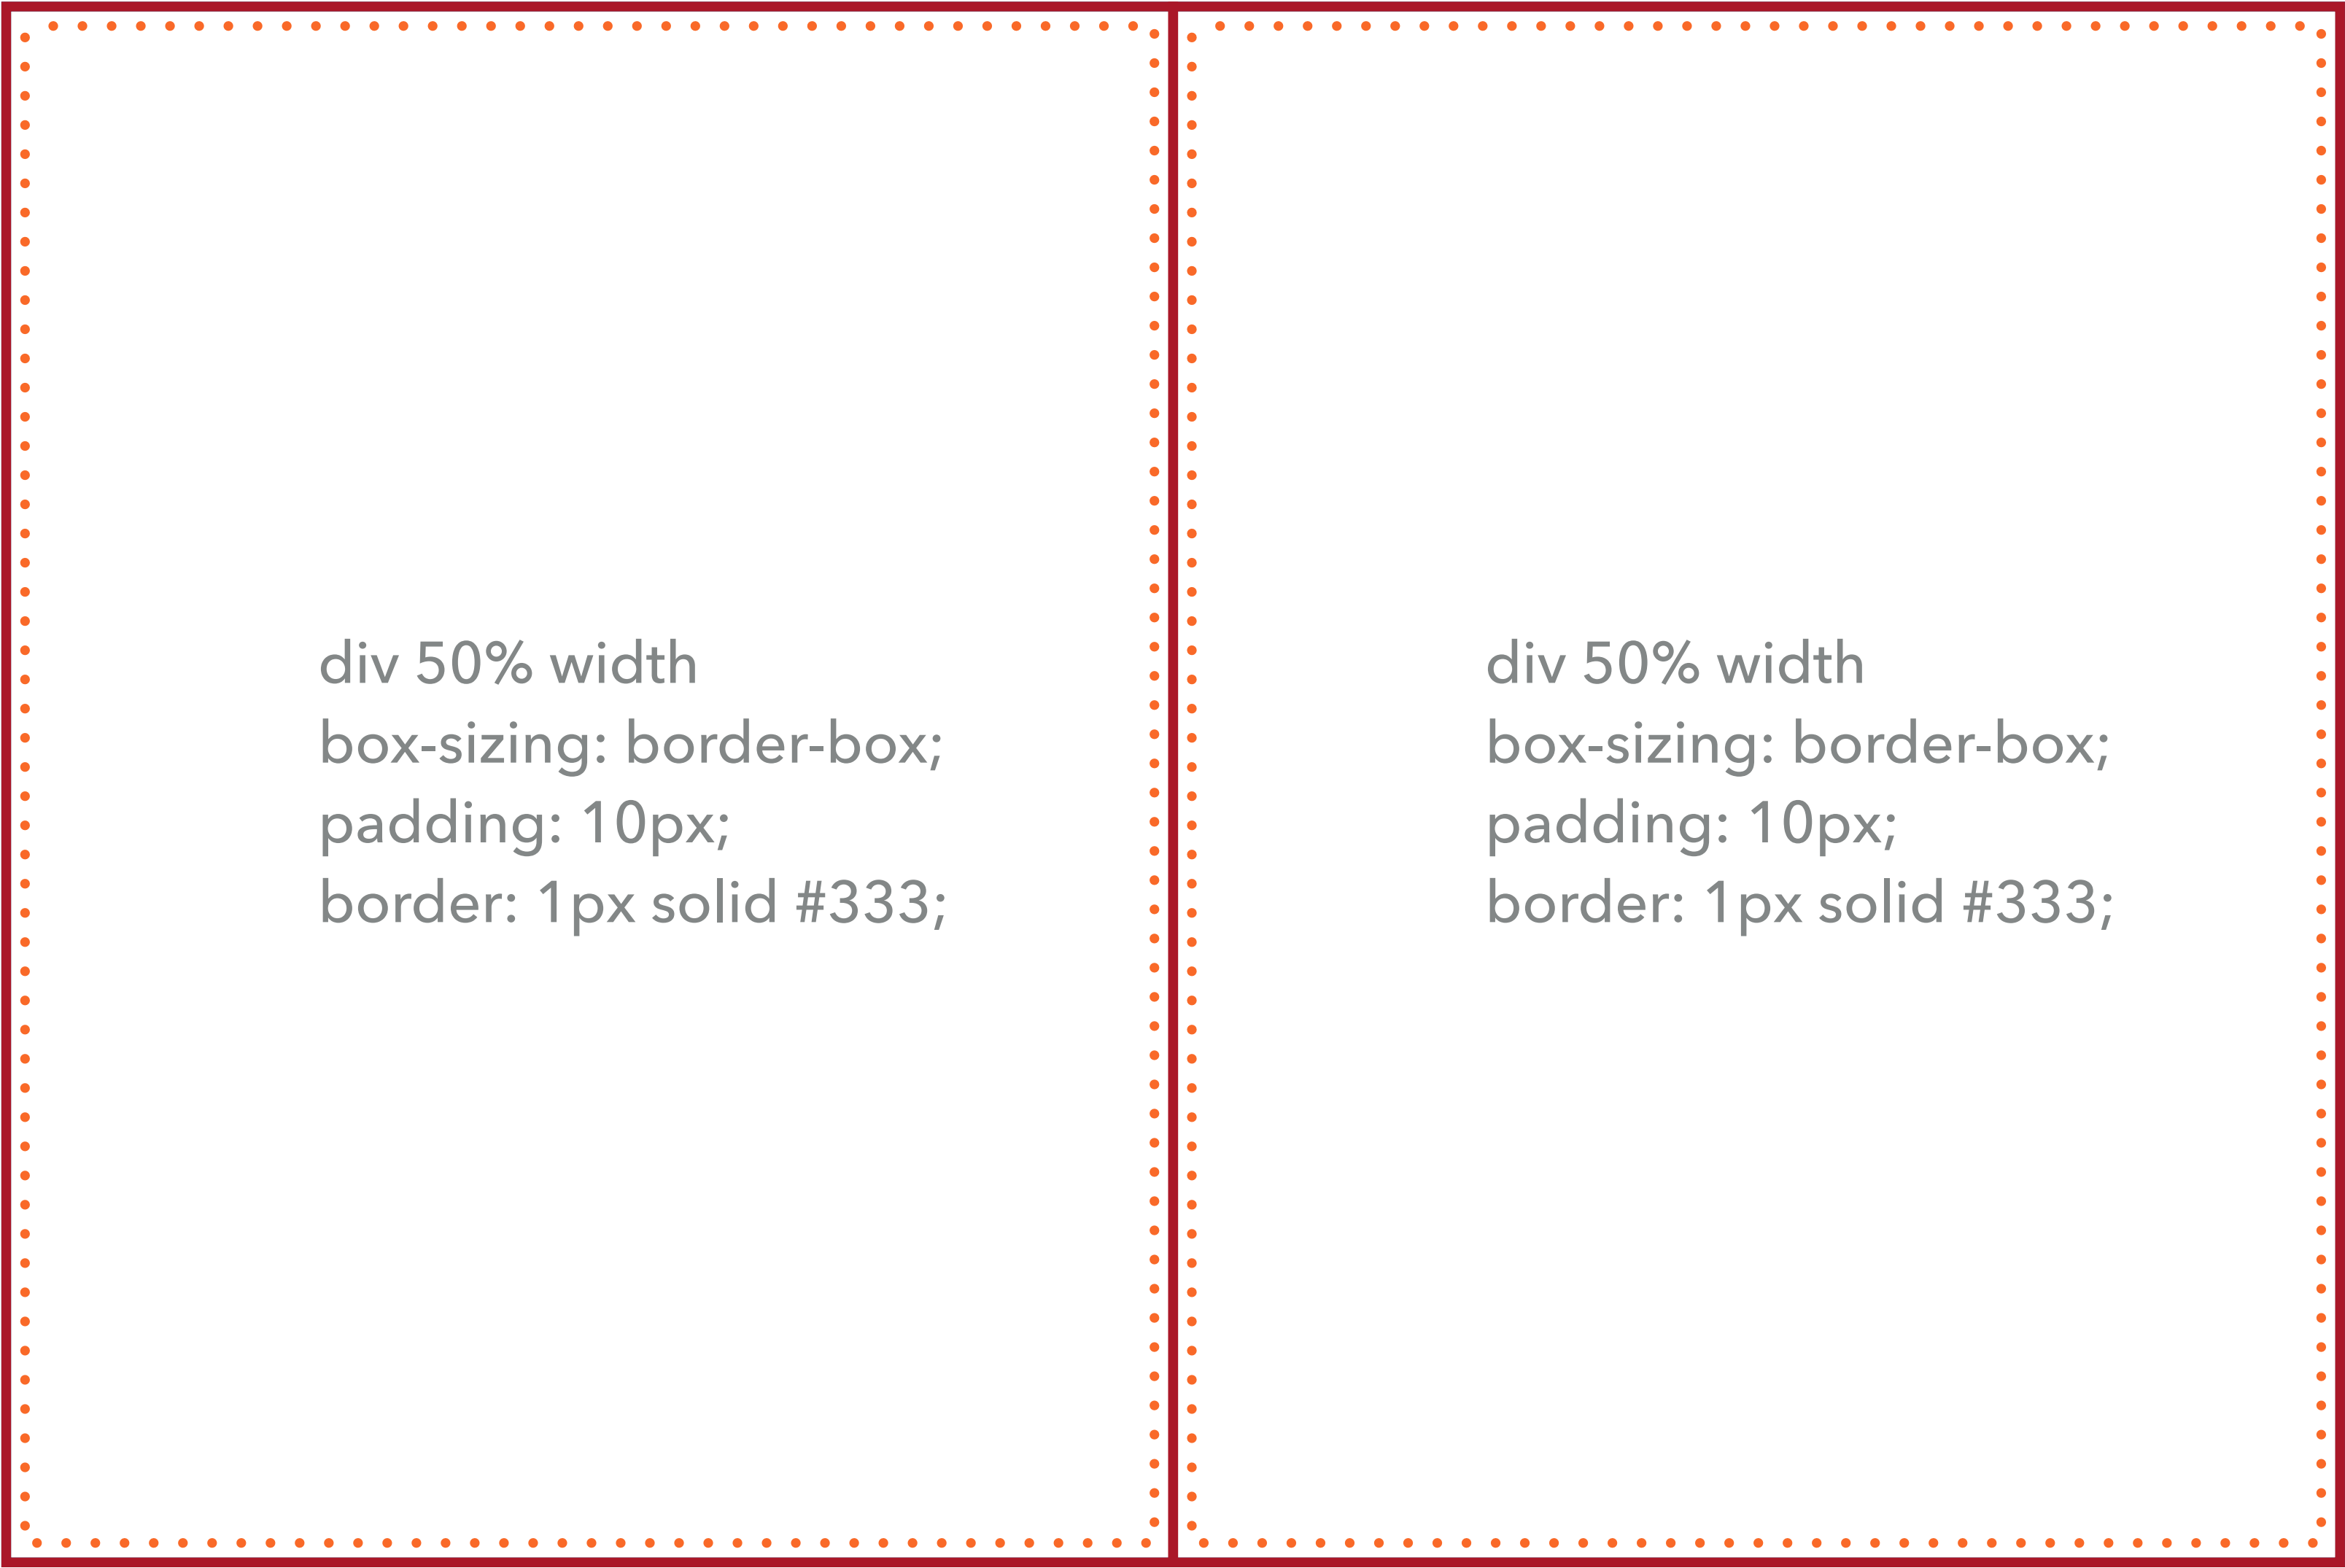 div 50% width
box-sizing: border-box;
padding: 10px;
border: 1px solid #333;
div 50% width
box-sizing: border-box;
padding: 10px;
border: 1px solid #333;